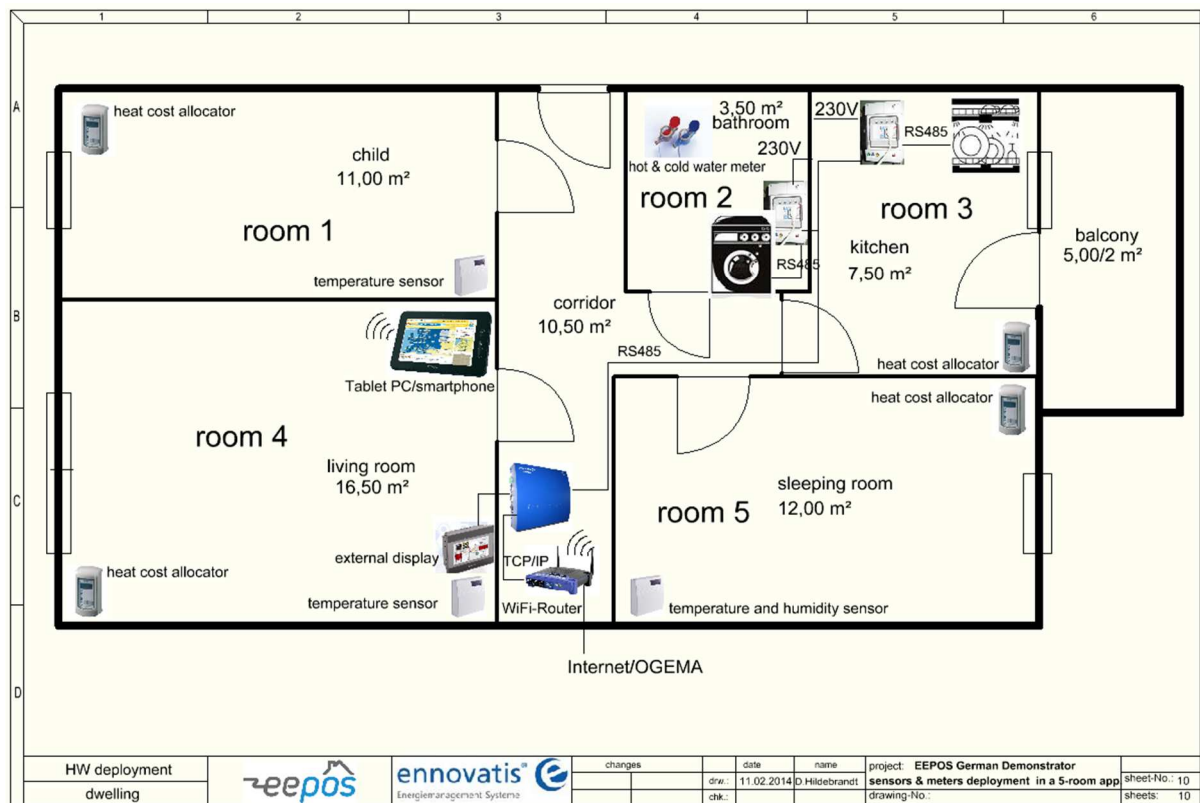 1 2 3 4 5 6
A
B
C
D
heat cost allocator
child
11,00 m²
room 1
temperature sensor
3,50 m²
bathroom
230V
hot & cold water meter
room 2
RS485
230V
RS485
room 3
kitchen
7,50 m²
heat cost allocator
balcony
5,00/2 m²
corridor
10,50 m²
RS485
Tablet PC/smartphone
room 4
living room
16,50 m²
external display
heat cost allocator
temperature sensor
TCP/IP
WiFi-Router
Internet/OGEMA
heat cost allocator
sleeping room
12,00 m²
room 5
temperature and humidity sensor
HW deployment
dwelling
eepos
ennovatis®
Energiemanagement Systeme
changes
date name
drw.: 11.02.2014 D.Hildebrandt
chk.:
project: EEPOS German Demonstrator
sensors & meters deployment in a 5-room app
drawing-No.:
sheet-No.: 10
sheets: 10